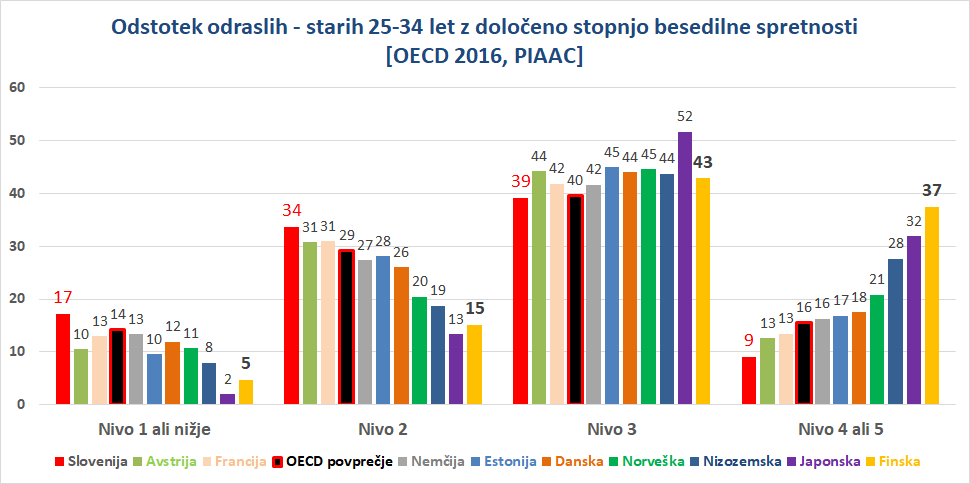 Odstotek odraslih - starih 25-34 let z določeno stopnjo besedilne spretnosti
[OECD 2016, PIAAC]
60
50
40
30
20
10
0
17 10 13 14 13 10 12 11 8 2 5
34 31 31 29 27 28 26 20 19 13 15
39 44 42 40 42 45 44 45 44 52 43
9 13 13 16 16 17 18 21 28 32 37
Nivo 1 ali nižje Nivo 2 Nivo 3 Nivo 4 ali 5
Slovenija Avstrija Francija OECD povprečje Nemčija Estonija Danska Norveška Nizozemska Japonska Finska